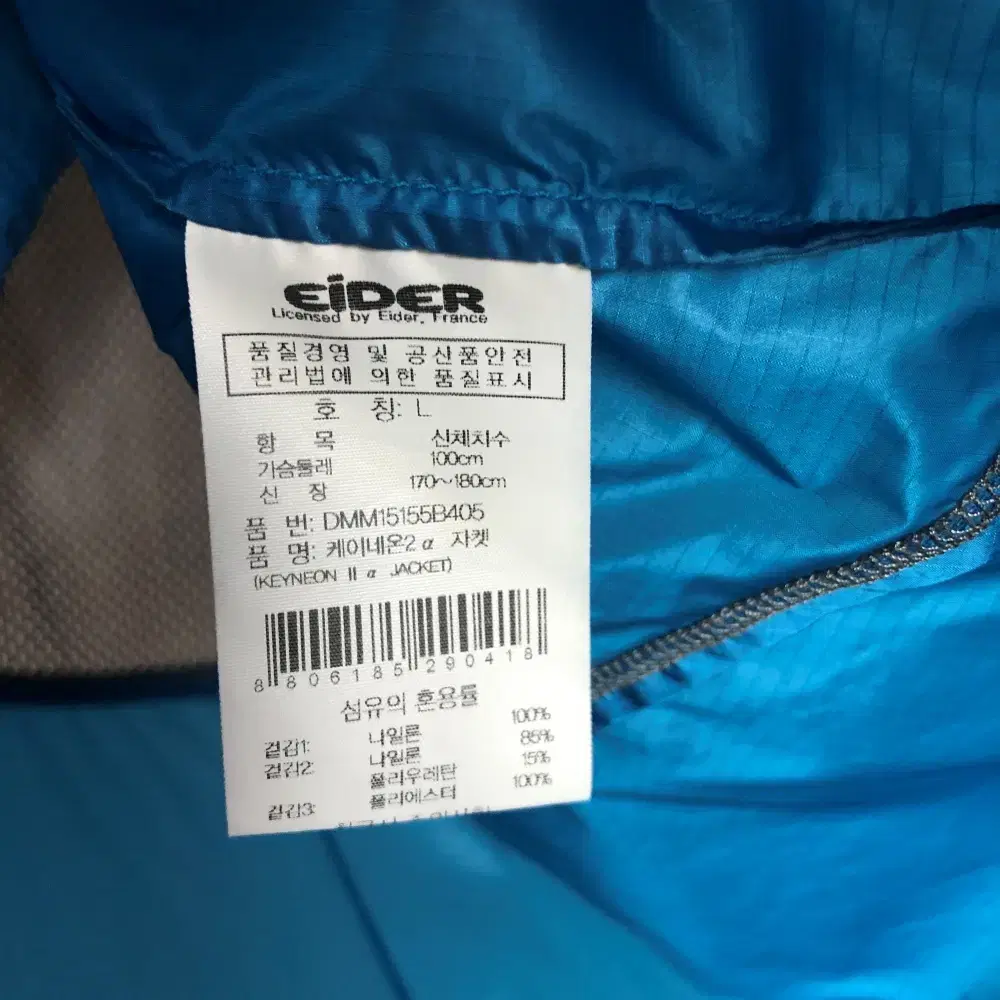 EiDER
Licensed by Eider, France
품질경영 및 공산품안전
관리법에 의한 품질표시
호 칭: L
항 목 신체치수
가슴둘레 100cm
신 장 170~180cm
품 번: DMM15155B405
품 명: 케이네온2 α 자켓
(KEYNEON II α JACKET)
8806185290418
섬유의 혼용률
겉감1: 나일론 100%
겉감2: 나일론 85%
폴리우레탄 15%
겉감3: 폴리에스터 100%